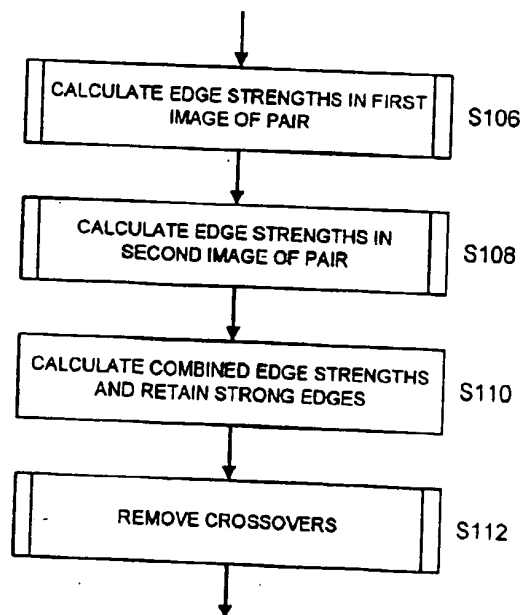 CALCULATE EDGE STRENGTHS IN FIRST
IMAGE OF PAIR
S106
CALCULATE EDGE STRENGTHS IN
SECOND IMAGE OF PAIR
S108
CALCULATE COMBINED EDGE STRENGTHS
AND RETAIN STRONG EDGES
S110
REMOVE CROSSOVERS
S112